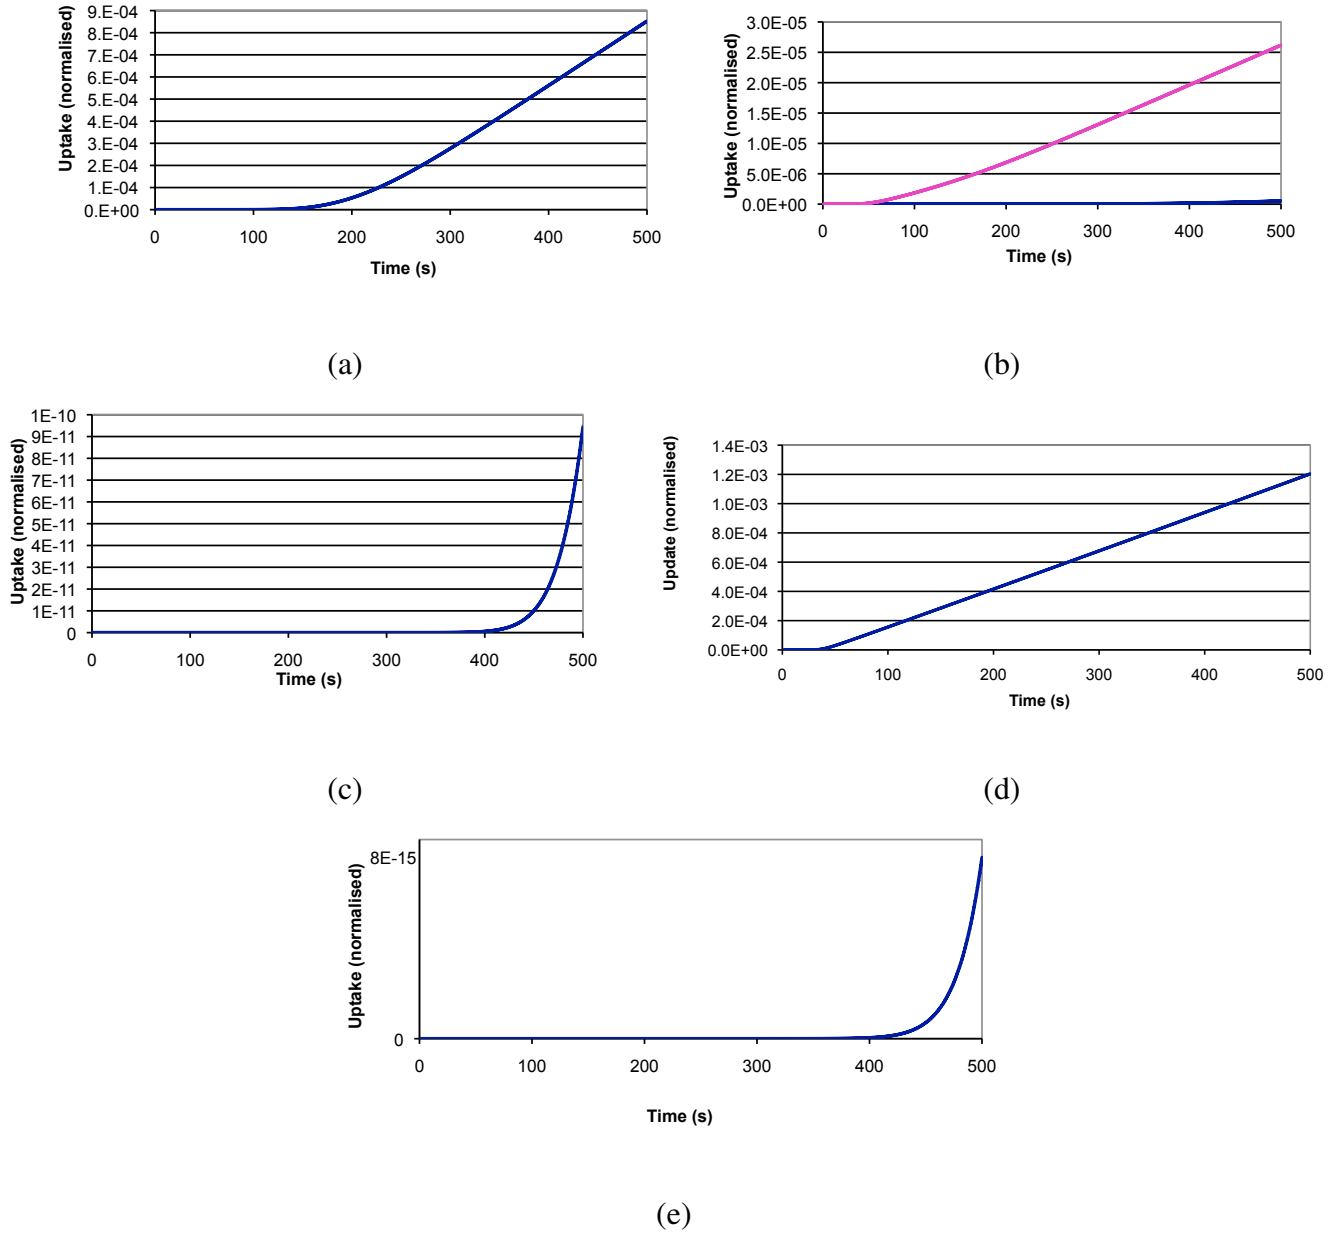 Uptake (normalised)
9.E-04
8.E-04
7.E-04
6.E-04
5.E-04
4.E-04
3.E-04
2.E-04
1.E-04
0.E+00
0 100 200 300 400 500
Time (s)
(a)
Uptake (normalised)
3.0E-05
2.5E-05
2.0E-05
1.5E-05
1.0E-05
5.0E-06
0.0E+00
0 100 200 300 400 500
Time (s)
(b)
Uptake (normalised)
1E-10
9E-11
8E-11
7E-11
6E-11
5E-11
4E-11
3E-11
2E-11
1E-11
0
0 100 200 300 400 500
Time (s)
(c)
Update (normalised)
1.4E-03
1.2E-03
1.0E-03
8.0E-04
6.0E-04
4.0E-04
2.0E-04
0.0E+00
0 100 200 300 400 500
Time (s)
(d)
Uptake (normalised)
8E-15
0
0 100 200 300 400 500
Time (s)
(e)